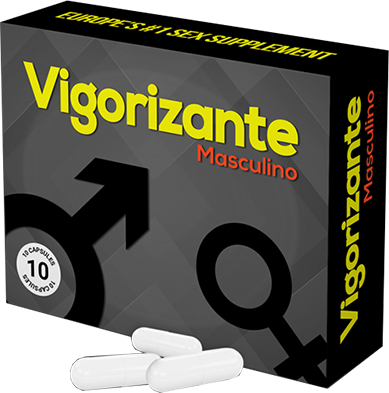 EUROPE'S #1 SEX SUPPLEMENT
Vigorizante
Masculino
10 CAPSULES
10
10 CAPSULES
Vigorizante
Masculino